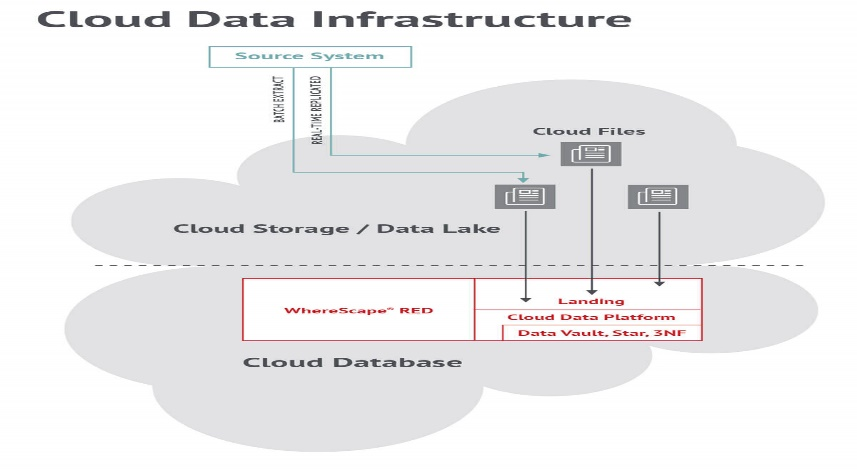 Cloud Data Infrastructure
Source System
BATCH EXTRACT
REAL-TIME REPLICATED
Cloud Files
Cloud Storage / Data Lake
WhereScape® RED
Landing
Cloud Data Platform
Data Vault, Star, 3NF
Cloud Database